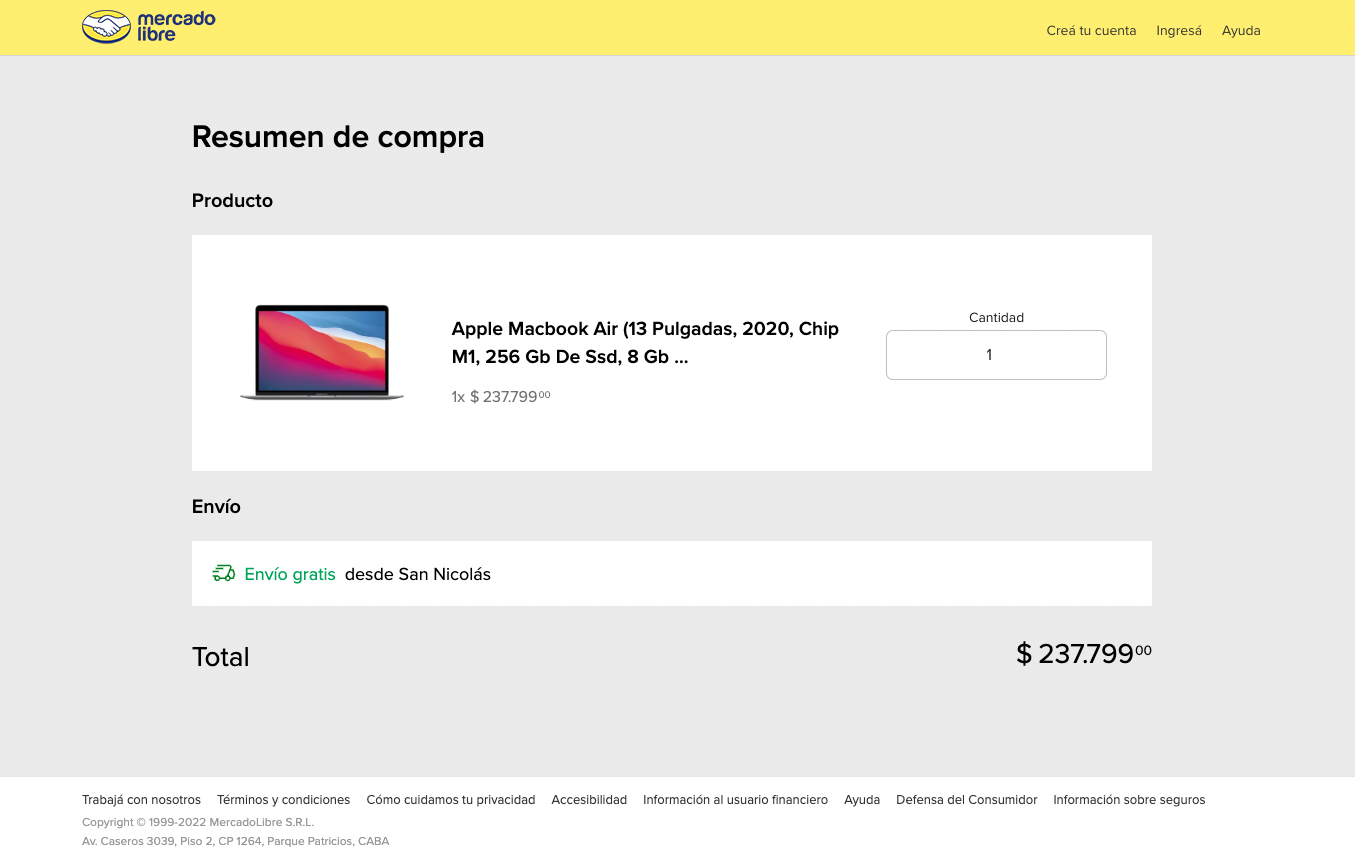 mercado
libre
Creá tu cuenta Ingresá Ayuda
Resumen de compra
Producto
Apple Macbook Air (13 Pulgadas, 2020, Chip
M1, 256 Gb De Ssd, 8 Gb ...
1x $ 237.799 00
Cantidad
1
Envío
Envío gratis desde San Nicolás
Total
$ 237.799 00
Trabajá con nosotros Términos y condiciones Cómo cuidamos tu privacidad Accesibilidad Información al usuario financiero Ayuda Defensa del Consumidor Información sobre seguros
Copyright © 1999-2022 MercadoLibre S.R.L.
Av. Caseros 3039, Piso 2, CP 1264, Parque Patricios, CABA